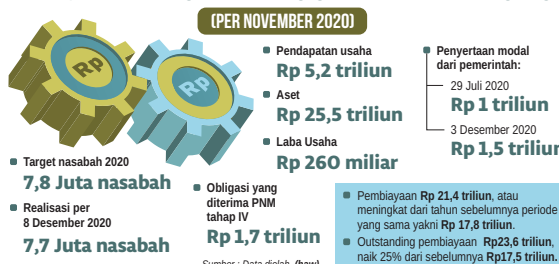 (PER NOVEMBER 2020)
Rp
Rp
Pendapatan usaha
Rp 5,2 triliun
Aset
Rp 25,5 triliun
Laba Usaha
Rp 260 miliar
Penyertaan modal
dari pemerintah:
29 Juli 2020
Rp 1 triliun
3 Desember 2020
Rp 1,5 triliun
Target nasabah 2020
7,8 Juta nasabah
Realisasi per
8 Desember 2020
7,7 Juta nasabah
Obligasi yang
diterima PNM
tahap IV
Rp 1,7 triliun
Sumber : Data diolah (haw)
Pembiayaan Rp 21,4 triliun, atau
meningkat dari tahun sebelumnya periode
yang sama yakni Rp 17,8 triliun.
Outstanding pembiayaan Rp23,6 triliun,
naik 25% dari sebelumnya Rp17,5 triliun.